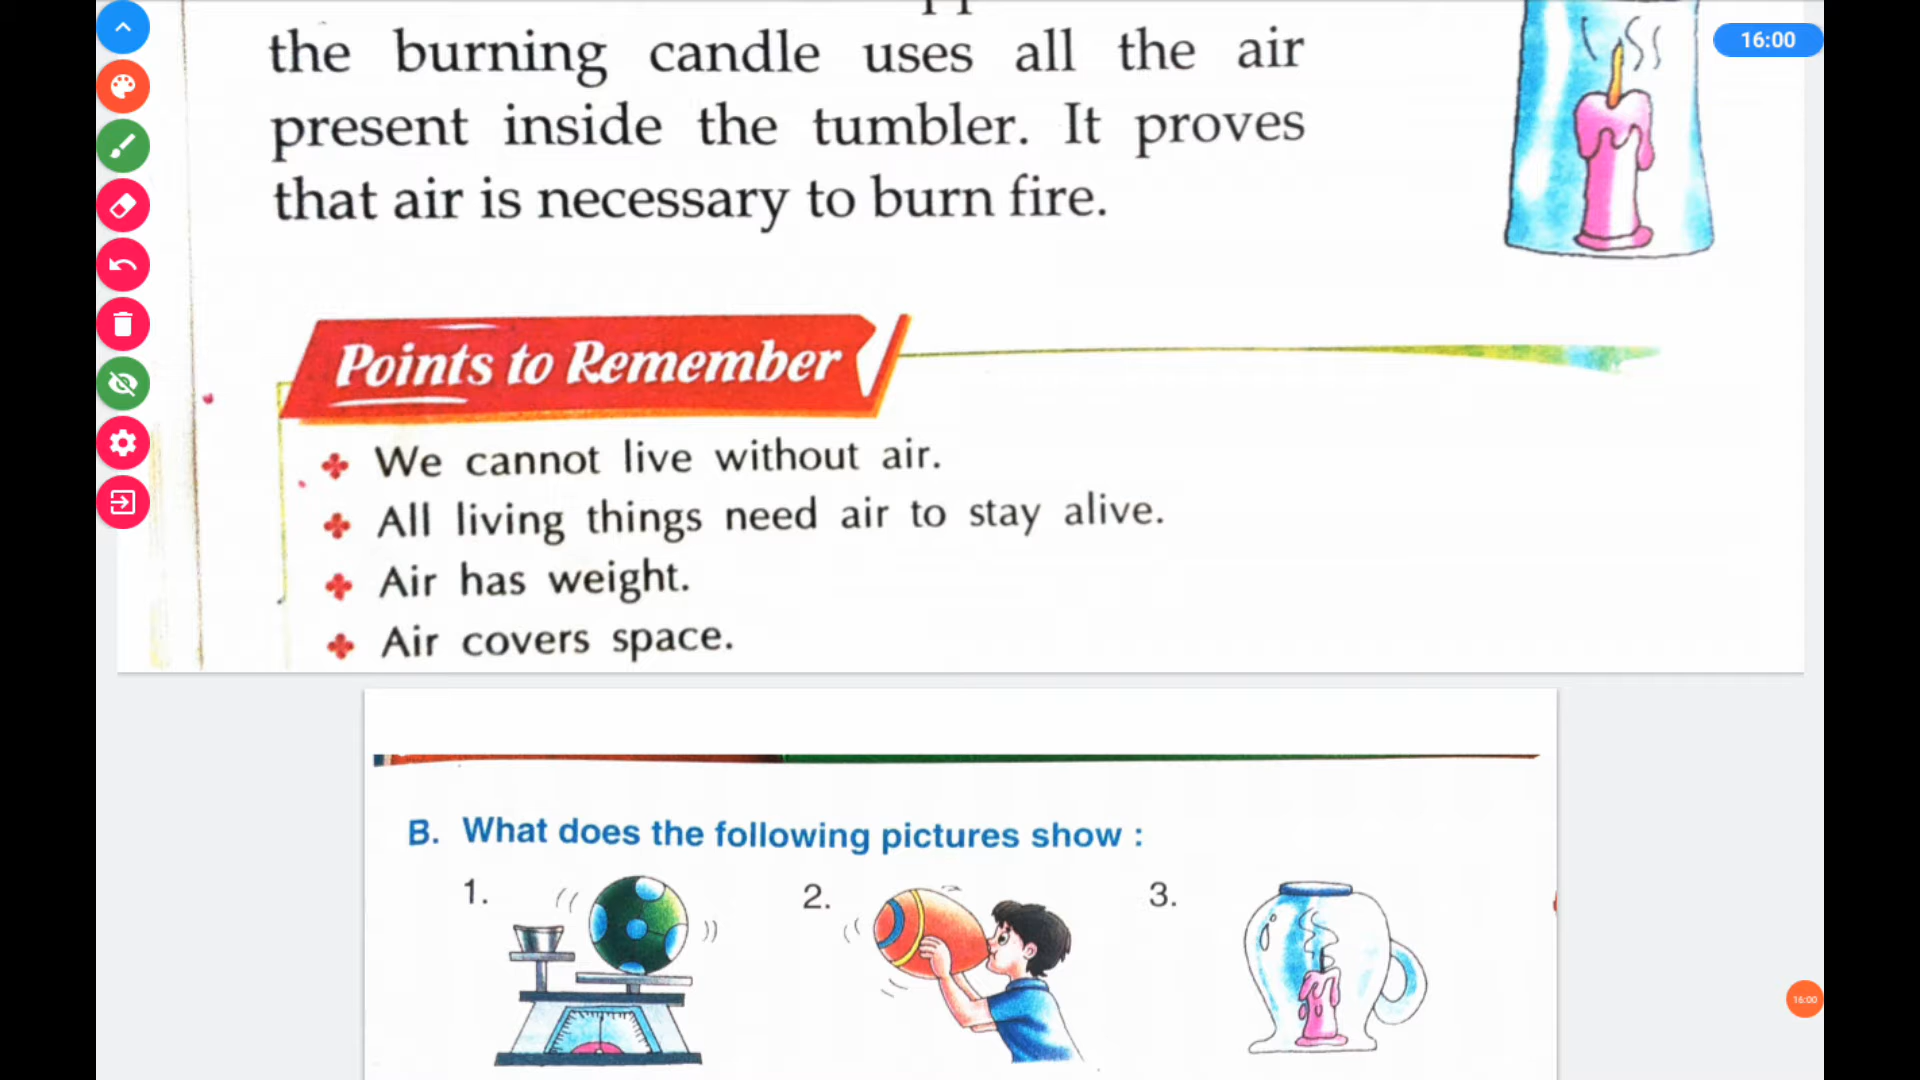 16:00
the burning candle uses all the air
present inside the tumbler. It proves
that air is necessary to burn fire.
Points to Remember
We cannot live without air.
All living things need air to stay alive.
Air has weight.
Air covers space.
B. What does the following pictures show :
1. 2. 3.
16:00